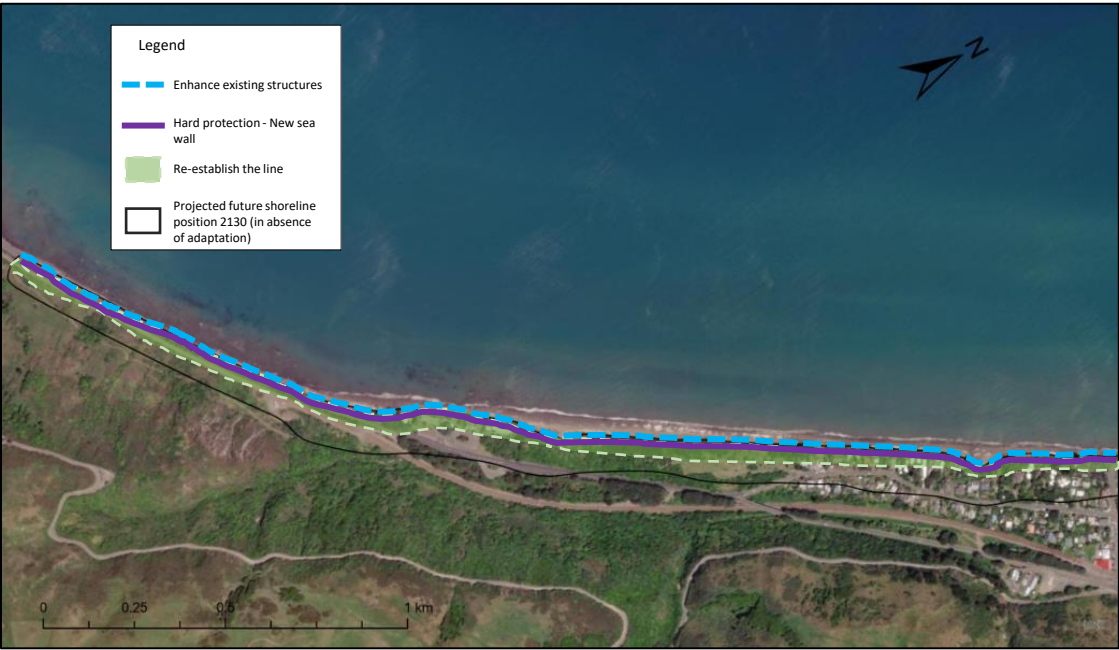 Legend
Enhance existing structures
Hard protection - New sea
wall
Re-establish the line
Projected future shoreline
position 2130 (in absence
of adaptation)
N
0 0.25 0.5 1 km